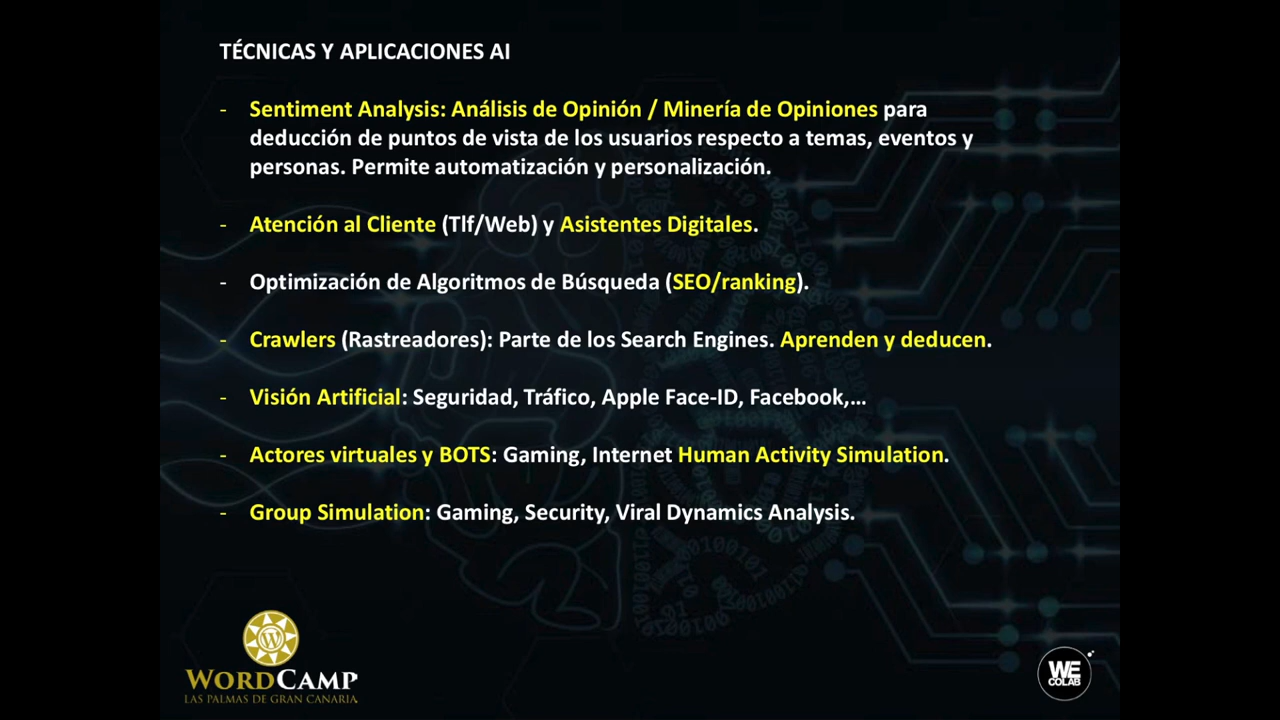 TÉCNICAS Y APLICACIONES AI
- Sentiment Analysis: Análisis de Opinión / Minería de Opiniones para
deducción de puntos de vista de los usuarios respecto a temas, eventos y
personas. Permite automatización y personalización.
- Atención al Cliente (Tlf/Web) y Asistentes Digitales.
- Optimización de Algoritmos de Búsqueda (SEO/ranking).
- Crawlers (Rastreadores): Parte de los Search Engines. Aprenden y deducen.
- Visión Artificial: Seguridad, Tráfico, Apple Face-ID, Facebook,...
- Actores virtuales y BOTS: Gaming, Internet Human Activity Simulation.
- Group Simulation: Gaming, Security, Viral Dynamics Analysis.
WORDCAMP
LAS PALMAS DE GRAN CANARIA
WE
COLAB